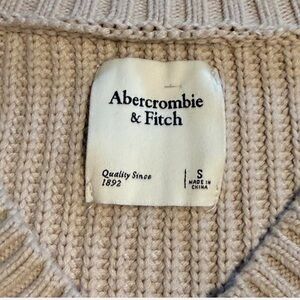 Abercrombie
& Fitch
Quality Since
1892
S
MADE IN
CHINA